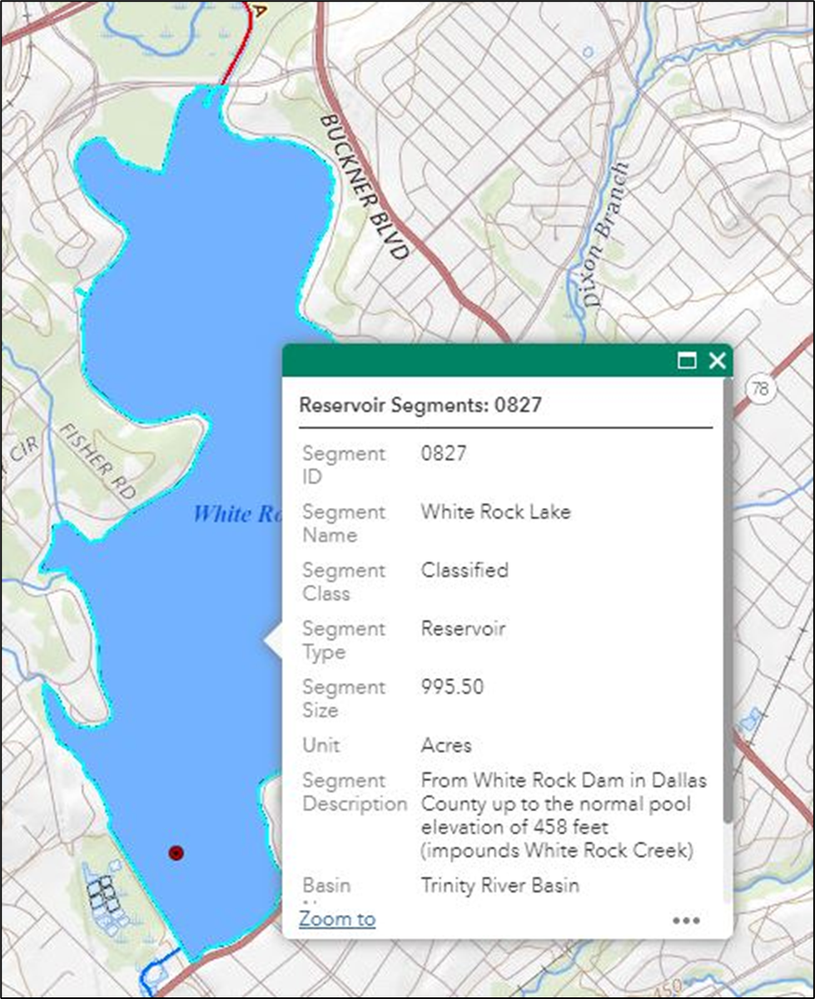 A
BUCKNER BLVD
Dixon Branch
78
CIR
FISHER RD
White Ro
Reservoir Segments: 0827
Segment ID 0827
Segment Name White Rock Lake
Segment Class Classified
Segment Type Reservoir
Segment Size 995.50
Unit Acres
Segment Description From White Rock Dam in Dallas
County up to the normal pool
elevation of 458 feet
(impounds White Rock Creek)
Basin Trinity River Basin
Zoom to
450